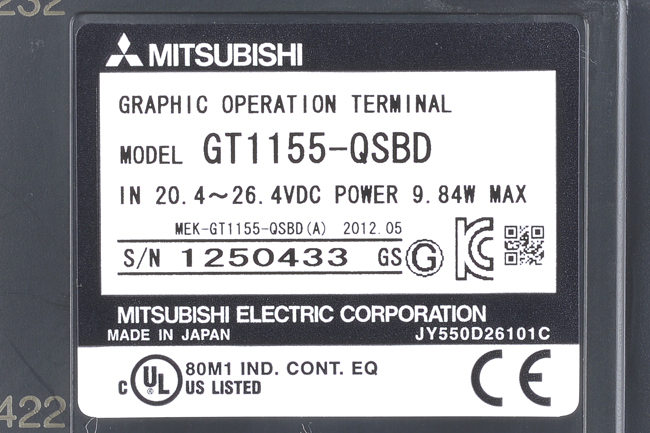 232
MITSUBISHI
GRAPHIC OPERATION TERMINAL
MODEL GT1155-QSBD
IN 20.4~26.4VDC POWER 9.84W MAX
MEK-GT1155-QSBD(A) 2012.05
S/N 1250433 GS G
MITSUBISHI ELECTRIC CORPORATION
MADE IN JAPAN JY550D26101C
C UL US LISTED
80M1 IND. CONT. EQ
CE
422